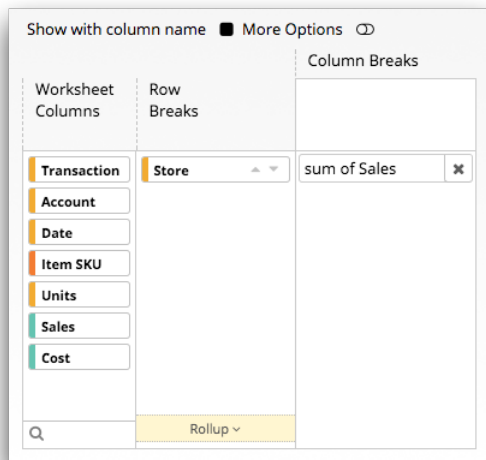 Show with column name More Options
Column Breaks
Worksheet
Columns
Row
Breaks
Transaction
Account
Date
Item SKU
Units
Sales
Cost
Store
sum of Sales
Rollup